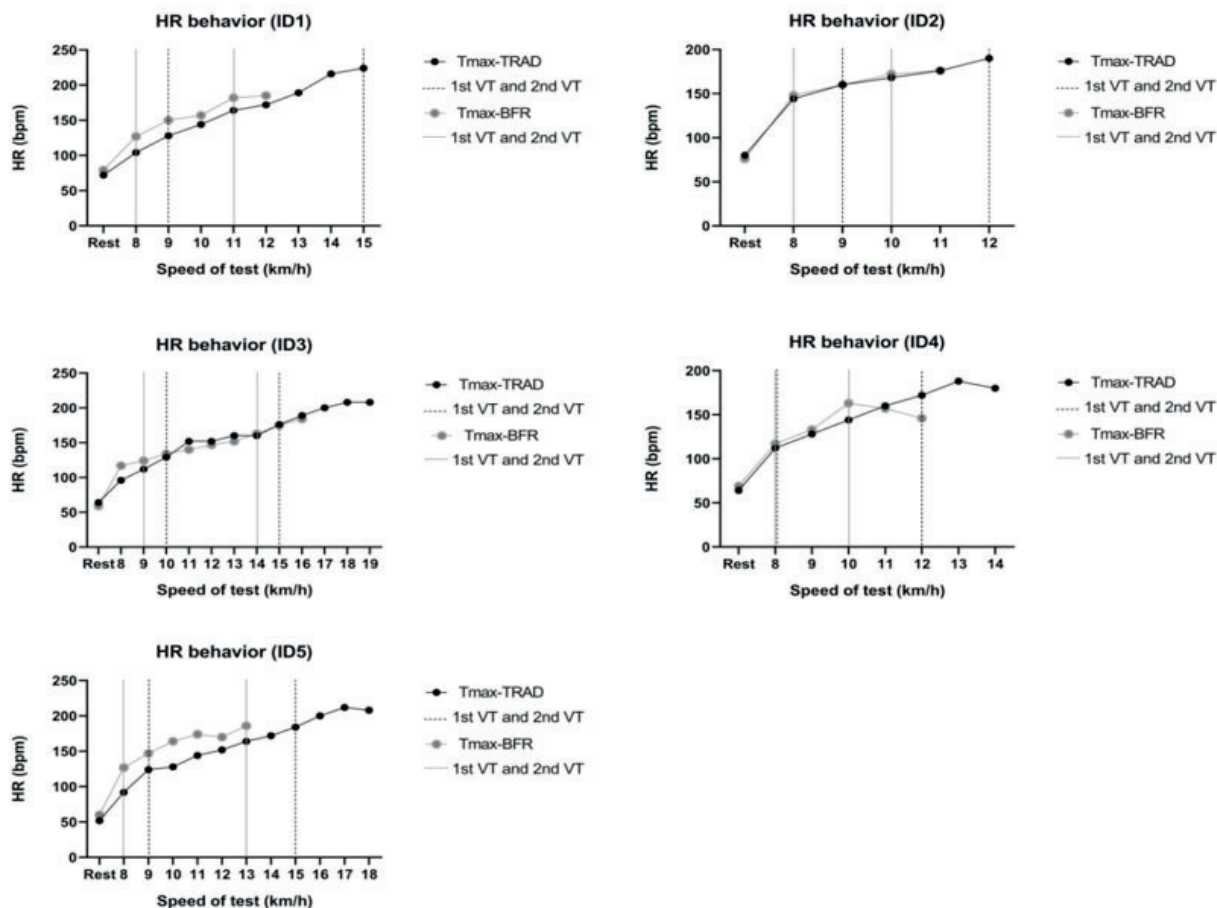 HR behavior (ID1)
HR (bpm)
250
200
150
100
50
0
Rest 8 9 10 11 12 13 14 15
Speed of test (km/h)
Tmax-TRAD
1st VT and 2nd VT
Tmax-BFR
1st VT and 2nd VT
HR behavior (ID2)
HR (bpm)
200
150
100
50
0
Rest 8 9 10 11 12
Speed of test (km/h)
Tmax-TRAD
1st VT and 2nd VT
Tmax-BFR
1st VT and 2nd VT
HR behavior (ID3)
HR (bpm)
250
200
150
100
50
0
Rest 8 9 10 11 12 13 14 15 16 17 18 19
Speed of test (km/h)
Tmax-TRAD
1st VT and 2nd VT
Tmax-BFR
1st VT and 2nd VT
HR behavior (ID4)
HR (bpm)
200
150
100
50
0
Rest 8 9 10 11 12 13 14
Speed of test (km/h)
Tmax-TRAD
1st VT and 2nd VT
Tmax-BFR
1st VT and 2nd VT
HR behavior (ID5)
HR (bpm)
250
200
150
100
50
0
Rest 8 9 10 11 12 13 14 15 16 17 18
Speed of test (km/h)
Tmax-TRAD
1st VT and 2nd VT
Tmax-BFR
1st VT and 2nd VT